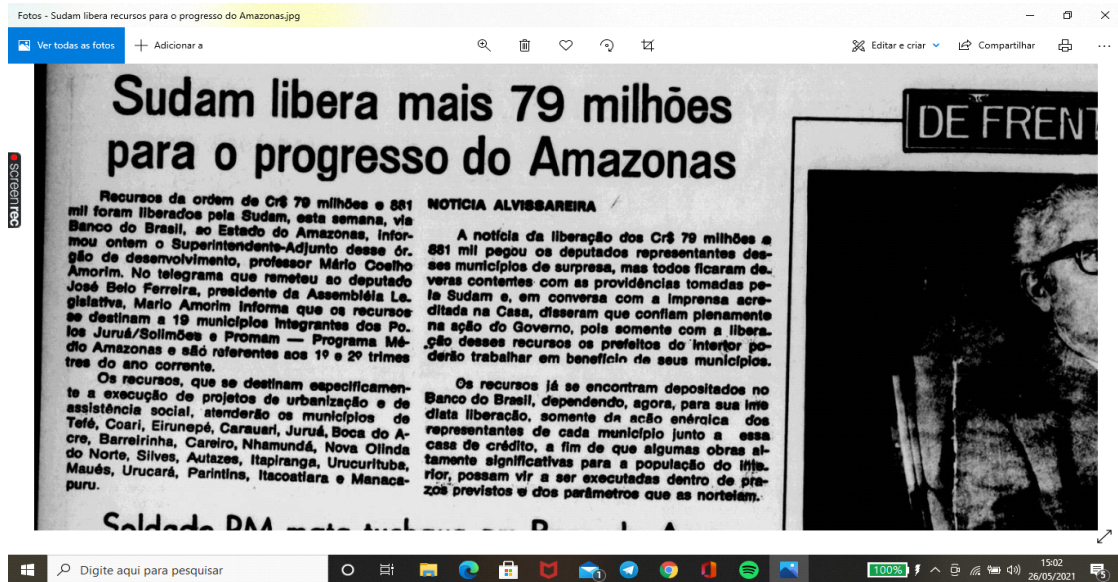 Fotos - Sudam libera recursos para o progresso do Amazonas.jpg
Ver todas as fotos
Adicionar a
Editar e criar
Compartilhar
screenrec
Sudam libera mais 79 milhões
para o progresso do Amazonas
Recursos da ordem de Cr$ 79 milhões e 881
mil foram liberados pela Sudam, esta semana, via
Banco do Brasil, ao Estado do Amazonas, infor-
mou ontem o Superintendente-Adjunto desse ór-
gão de desenvolvimento, professor Mário Coelho
Amorim. No telegrama que remeteu ao deputado
José Belo Ferreira, presidente da Assembléia Le-
gislativa, Mario Amorim informa que os recursos
se destinam a 19 municípios integrantes dos Po-
los Juruá/Solimões e Promam — Programa Mé-
dio Amazonas e são referentes aos 1º e 2º trimes
tres do ano corrente.
Os recursos, que se destinam especificamen-
te a execução de projetos de urbanização e de
assistência social, atenderão os municípios de
Tefé, Coari, Eirunepé, Carauari, Juruá, Boca do A-
cre, Barreirinha, Careiro, Nhamundá, Nova Olinda
do Norte, Silves, Autazes, Itapiranga, Urucurituba,
Maués, Urucará, Parintins, Itacoatiara e Manaca-
puru.
NOTÍCIA ALVISSAREIRA
A notícia da liberação dos Cr$ 79 milhões e
881 mil pegou os deputados representantes des-
ses municípios de surpresa, mas todos ficaram de-
veras contentes com as providências tomadas pe-
la Sudam e, em conversa com a imprensa acre-
ditada na Casa, disseram que confiam plenamente
na ação do Governo, pois somente com a libera-
ção desses recursos os prefeitos do interior po-
derão trabalhar em benefício de seus municípios.
Os recursos já se encontram depositados no
Banco do Brasil, dependendo, agora, para sua ime
diata liberação, somente da ação enérgica dos
representantes de cada município junto a essa
casa de crédito, a fim de que algumas obras al-
tamente significativas para a população do inte-
rior, possam vir a ser executadas dentro de pra-
zos previstos e dos parâmetros que as norteiam.
DE FRENT
Digite aqui para pesquisar
100%
15:02
26/05/2021